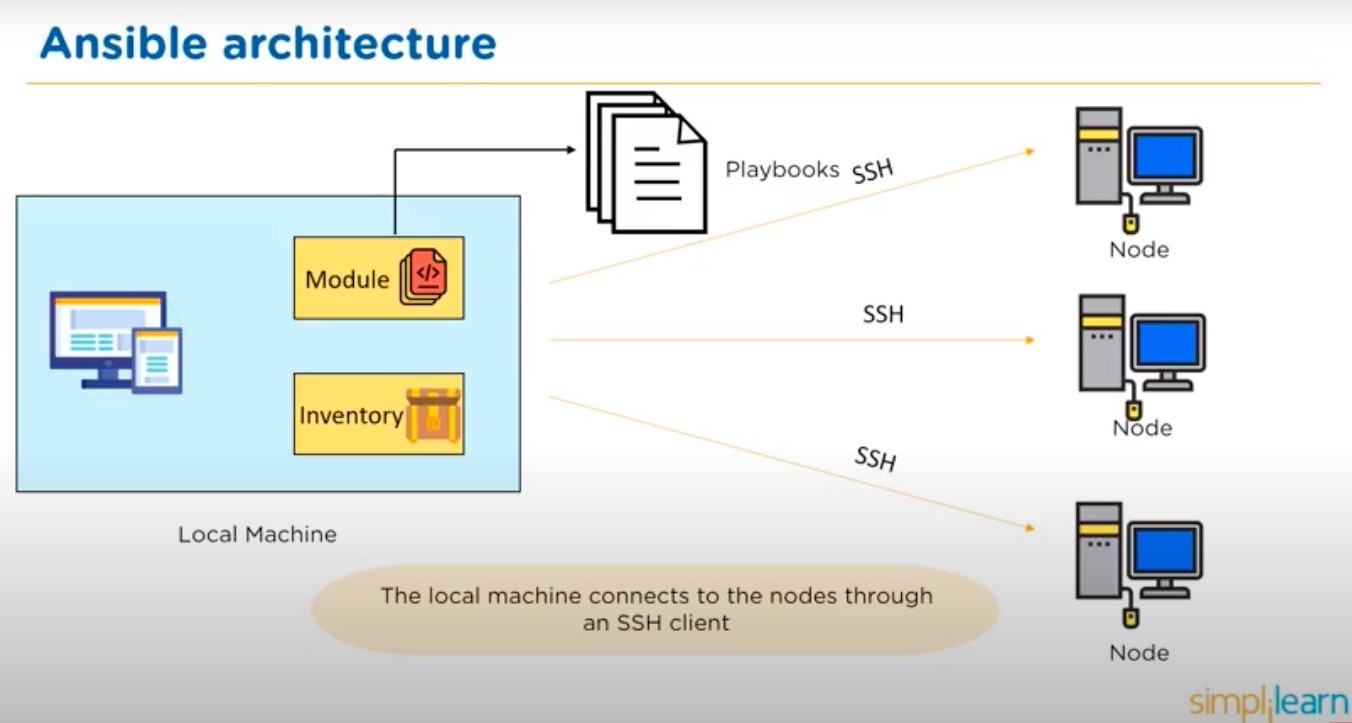 Ansible architecture
Playbooks
SSH
Node
Module
</>
SSH
Node
Inventory
SSH
Node
Local Machine
The local machine connects to the nodes through
an SSH client
simplilearn